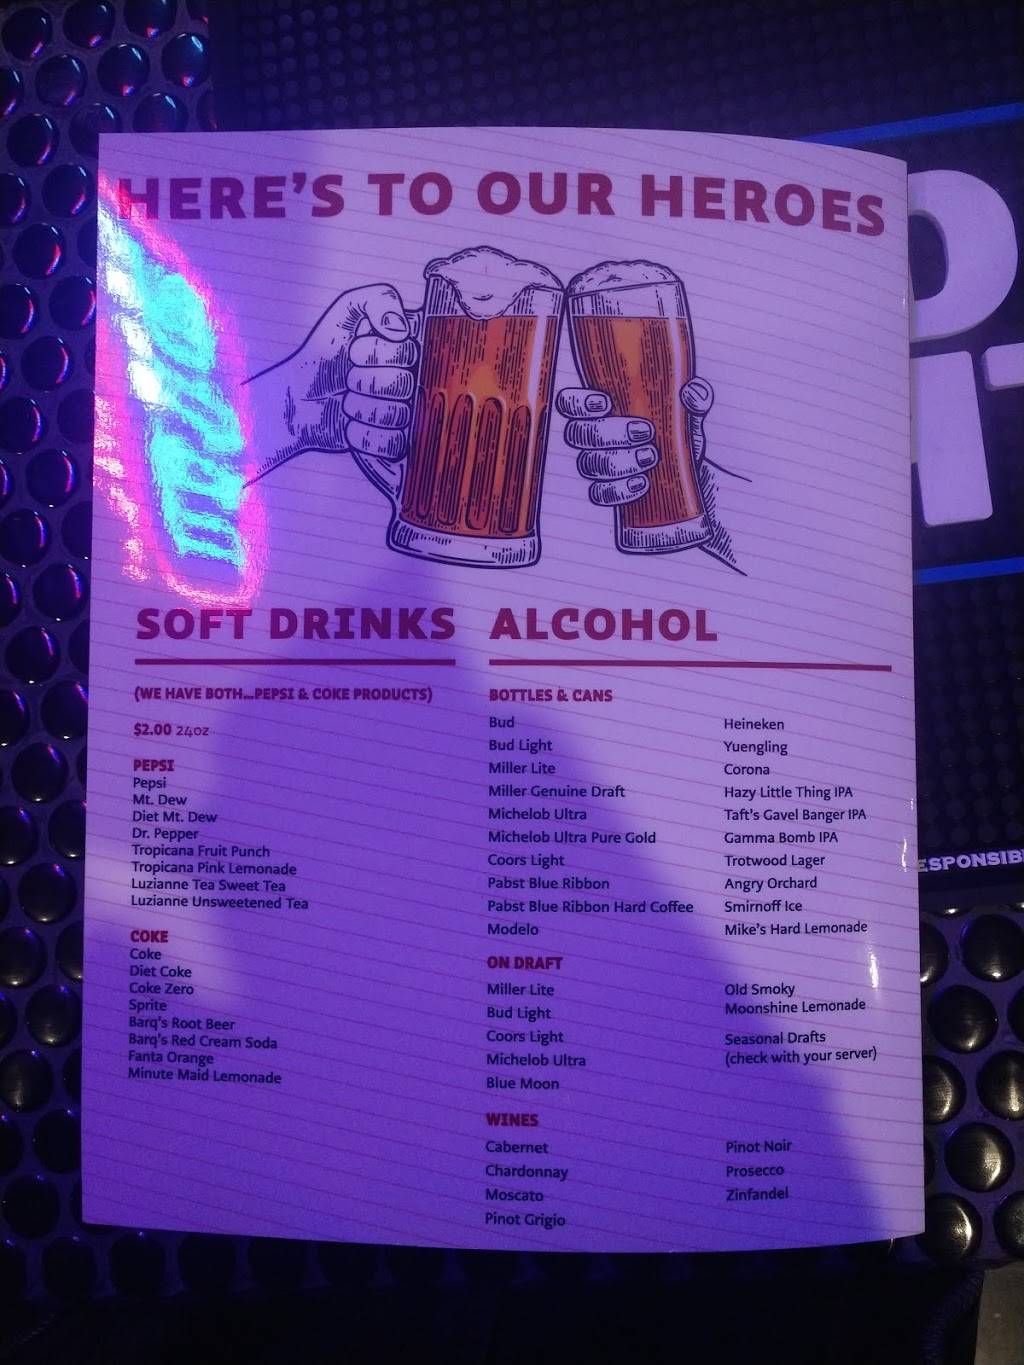 HERE'S TO OUR HEROES
SOFT DRINKS
(WE HAVE BOTH...PEPSI & COKE PRODUCTS)
$2.00 24oz
PEPSI
Pepsi
Mt. Dew
Diet Mt. Dew
Dr. Pepper
Tropicana Fruit Punch
Tropicana Pink Lemonade
Luzianne Tea Sweet Tea
Luzianne Unsweetened Tea
COKE
Coke
Diet Coke
Coke Zero
Sprite
Barq's Root Beer
Barq's Red Cream Soda
Fanta Orange
Minute Maid Lemonade
ALCOHOL
BOTTLES & CANS
Bud
Bud Light
Miller Lite
Miller Genuine Draft
Michelob Ultra
Michelob Ultra Pure Gold
Coors Light
Pabst Blue Ribbon
Pabst Blue Ribbon Hard Coffee
Modelo
Heineken
Yuengling
Corona
Hazy Little Thing IPA
Taft's Gavel Banger IPA
Gamma Bomb IPA
Trotwood Lager
Angry Orchard
Smirnoff Ice
Mike's Hard Lemonade
ON DRAFT
Miller Lite
Bud Light
Coors Light
Michelob Ultra
Blue Moon
Old Smoky
Moonshine Lemonade
Seasonal Drafts
(check with your server)
WINES
Cabernet
Chardonnay
Moscato
Pinot Grigio
Pinot Noir
Prosecco
Zinfandel
ESPONSIB